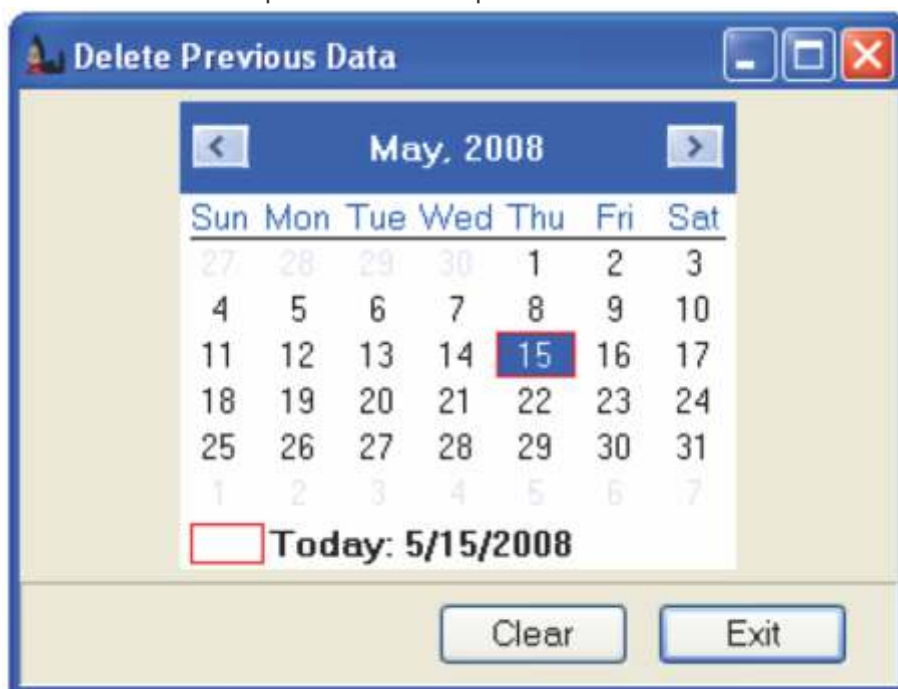 Delete Previous Data
May, 2008
Sun Mon Tue Wed Thu Fri Sat
27 28 29 30 1 2 3
4 5 6 7 8 9 10
11 12 13 14 15 16 17
18 19 20 21 22 23 24
25 26 27 28 29 30 31
1 2 3 4 5 6 7
Today: 5/15/2008
Clear Exit